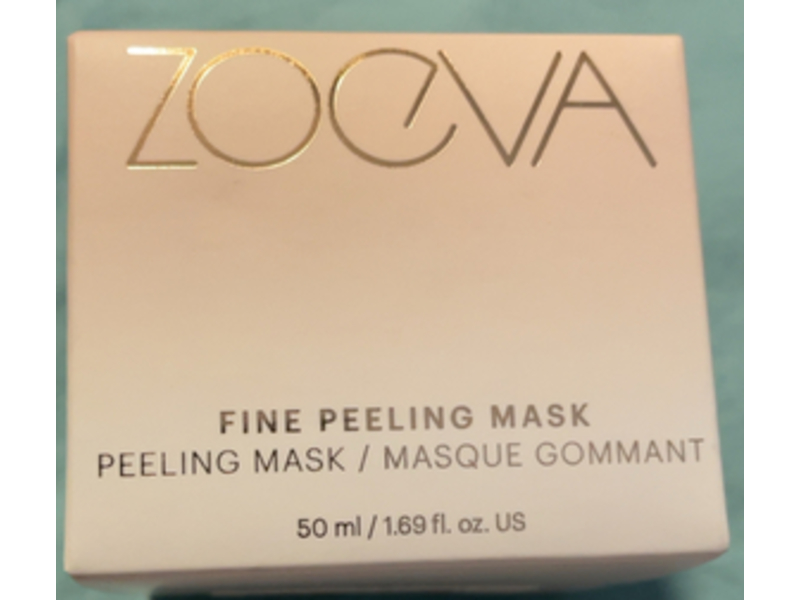 ZOEVA
FINE PEELING MASK
PEELING MASK / MASQUE GOMMANT
50 ml / 1.69 fl. oz. US